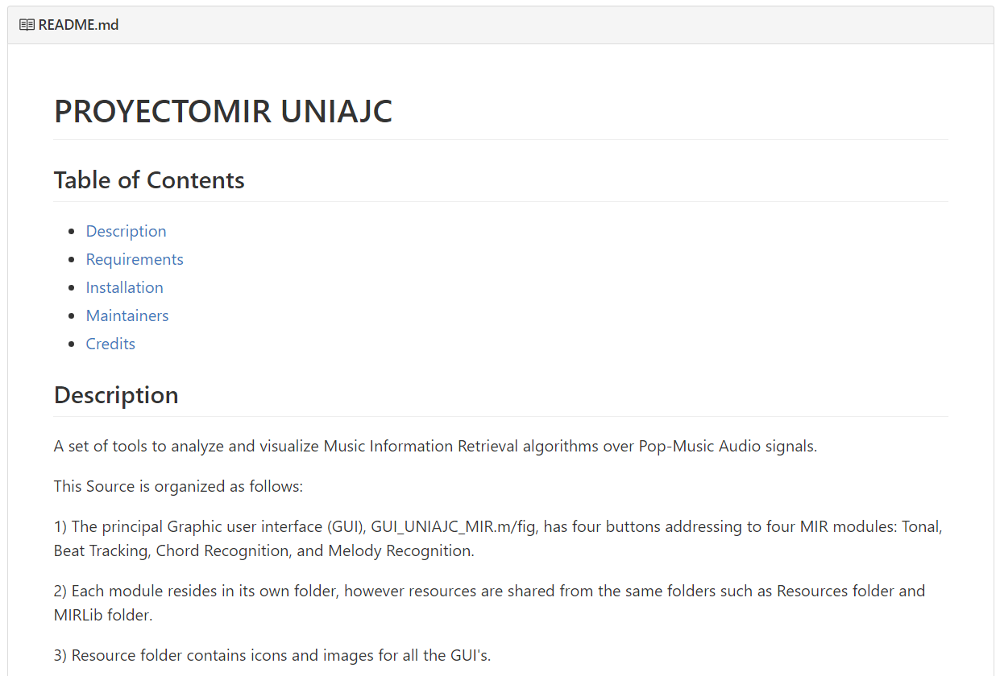 README.md
PROYECTOMIR UNIAJC
Table of Contents
Description
Requirements
Installation
Maintainers
Credits
Description
A set of tools to analyze and visualize Music Information Retrieval algorithms over Pop-Music Audio signals.
This Source is organized as follows:
1) The principal Graphic user interface (GUI), GUI_UNIAJC_MIR.m/fig, has four buttons addressing to four MIR modules: Tonal,
Beat Tracking, Chord Recognition, and Melody Recognition.
2) Each module resides in its own folder, however resources are shared from the same folders such as Resources folder and
MIRLib folder.
3) Resource folder contains icons and images for all the GUI's.